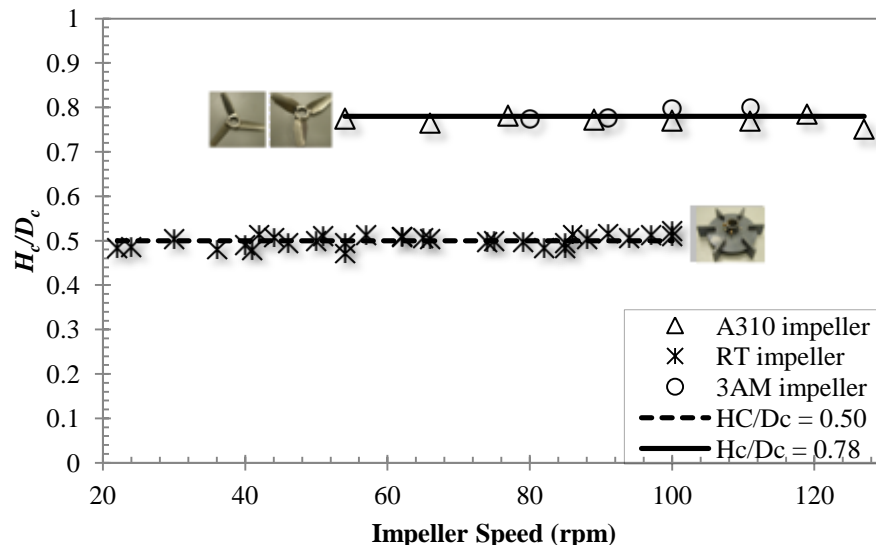 1
0.9
0.8
0.7
0.6
0.5
0.4
0.3
0.2
0.1
0
Hc/Dc
20
40
60
80
100
120
Impeller Speed (rpm)
A310 impeller
RT impeller
3AM impeller
HC/Dc = 0.50
Hc/Dc = 0.78